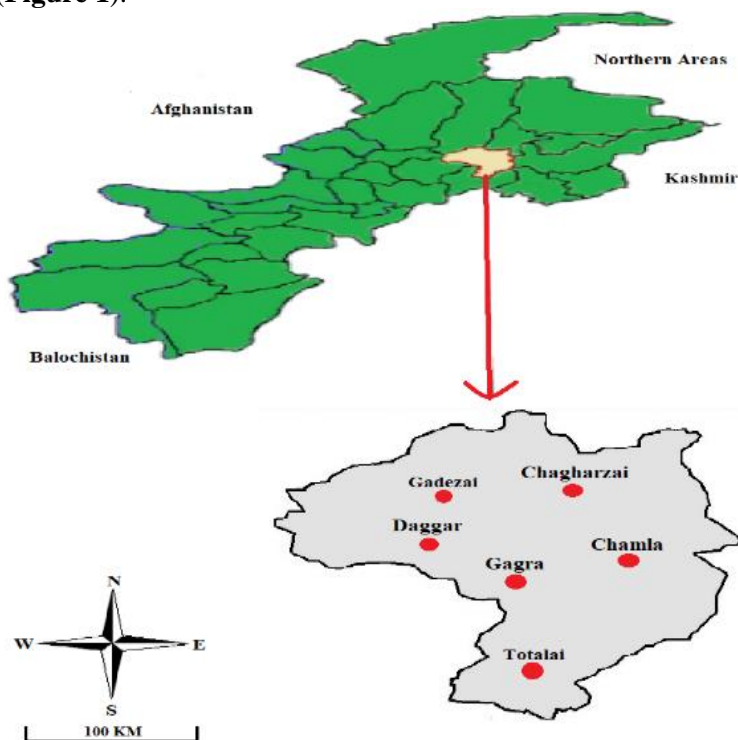 (Figure 1).
Northern Areas
Afghanistan
Kashmir
Balochistan
Chagharzai
Gadezai
Daggar
Chamla
Gagra
N
W E
Totalai
S
100 KM